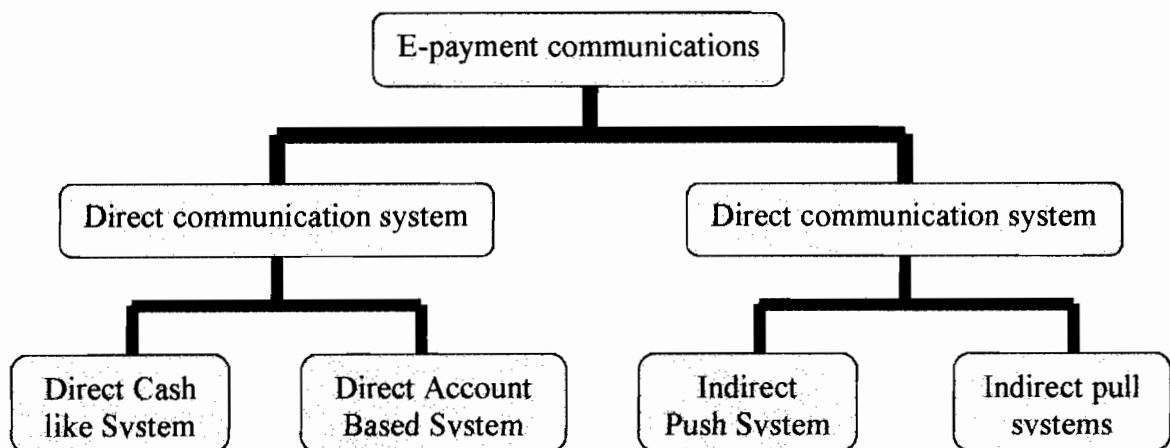 E-payment communications
Direct communication system
Direct communication system
Direct Cash
like System
Direct Account
Based System
Indirect
Push System
Indirect pull
systems